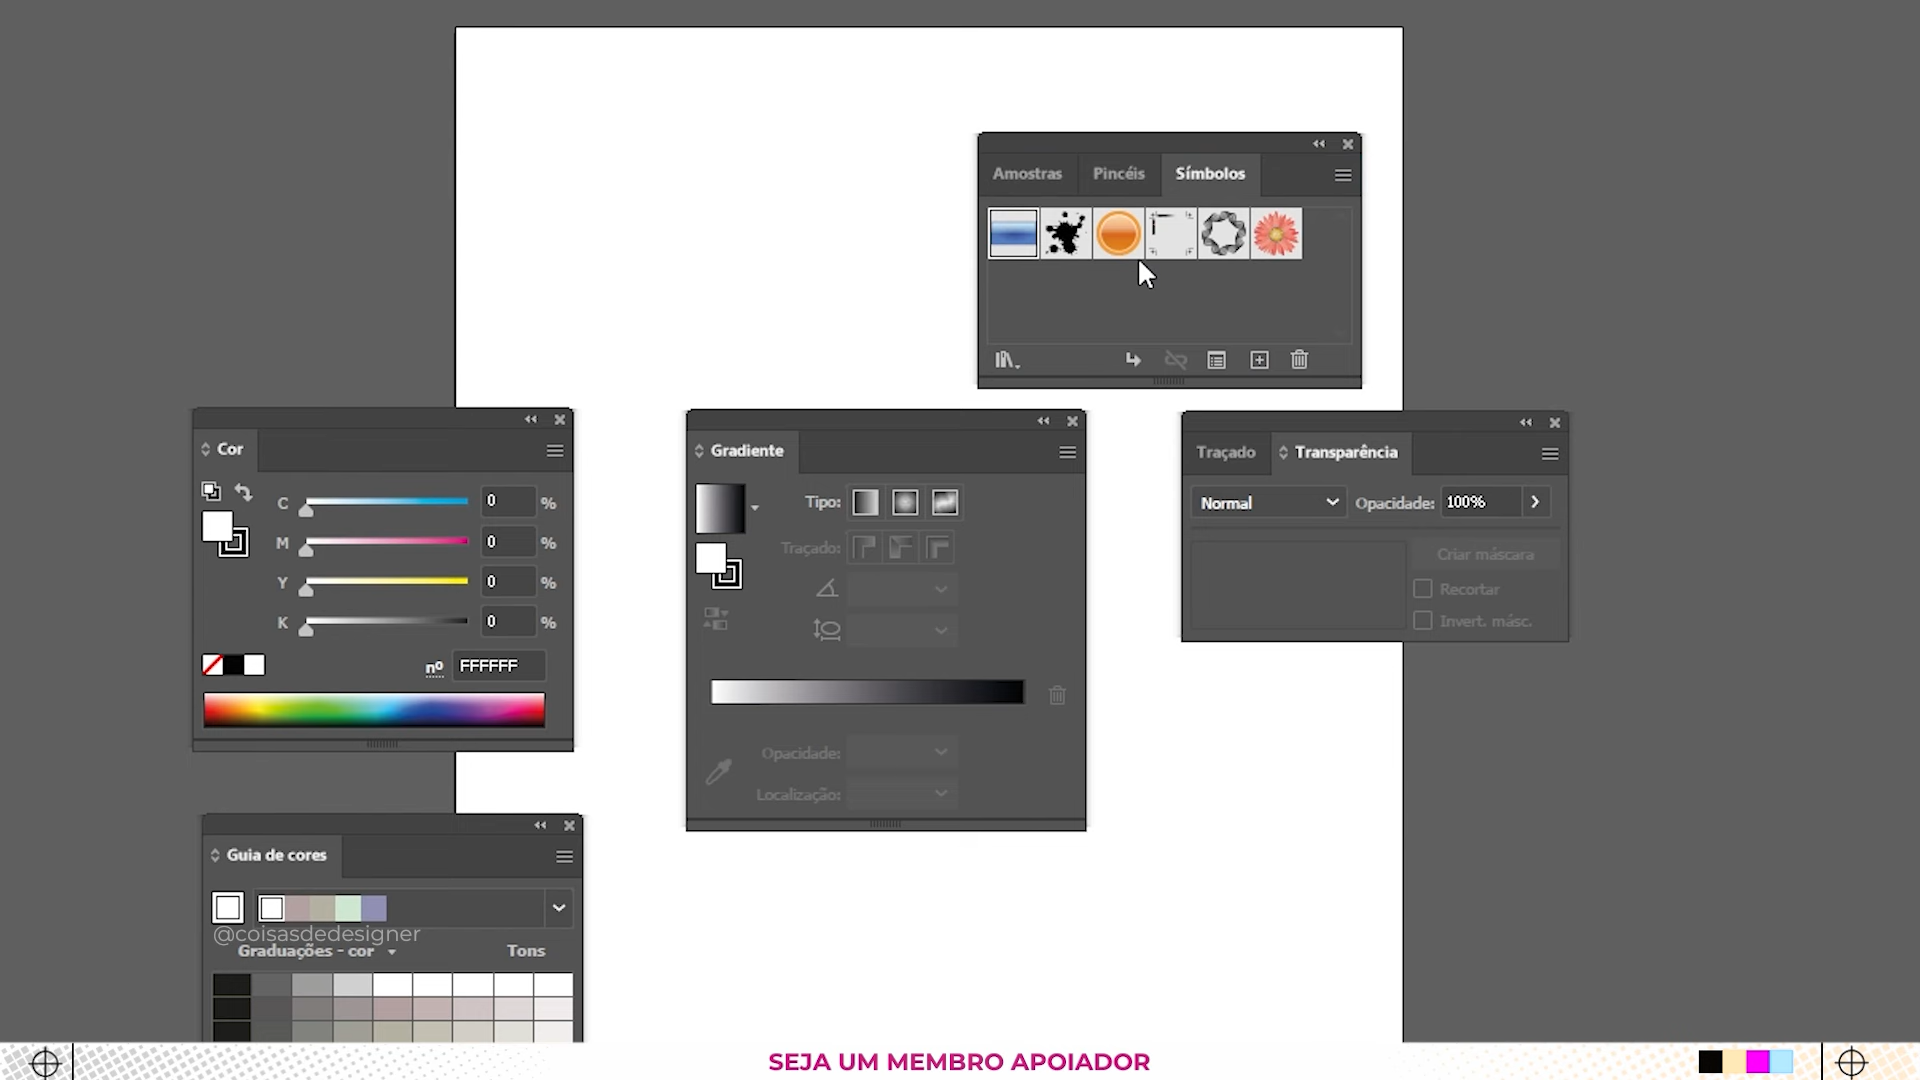 Amostras Pincéis Símbolos
Cor
C 0 %
M 0 %
Y 0 %
K 0 %
nº FFFFFF
Gradiente
Tipo:
Traçado:
Opacidade:
Localização:
Traçado Transparência
Normal Opacidade: 100%
Criar máscara
Recortar
Invert. másc.
Guia de cores
@coisasdedesigner
Graduações - cor Tons
SEJA UM MEMBRO APOIADOR